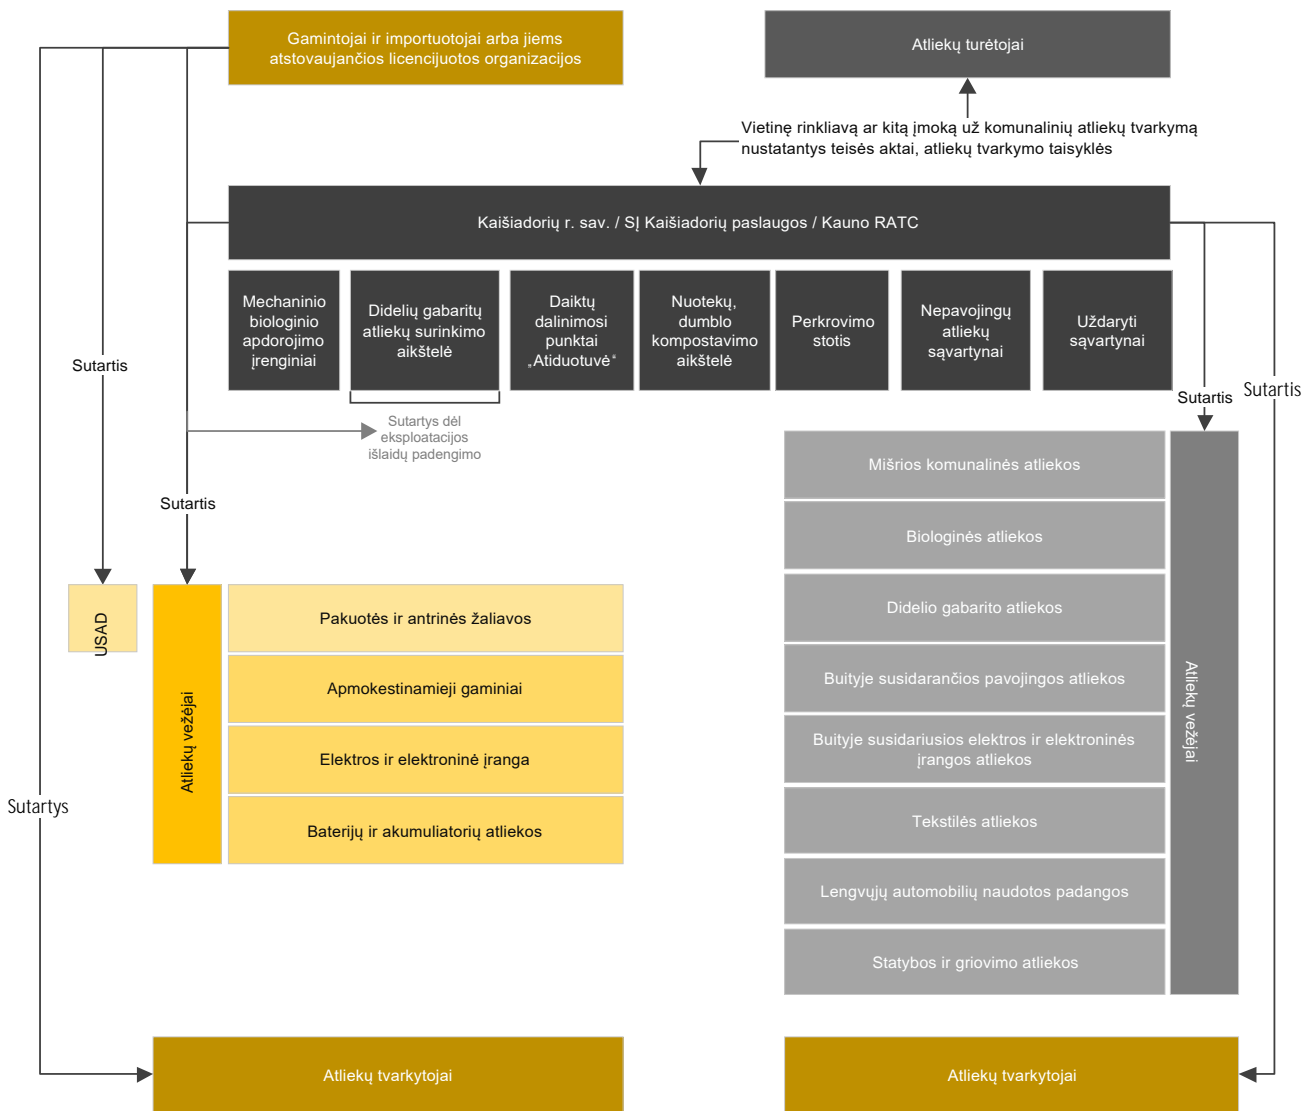 Gamintojai ir importuotojai arba jiems
atstovaujančios licencijuotos organizacijos
Atliekų turėtojai
Vietinę rinkliavą ar kitą įmoką už komunalinių atliekų tvarkymą
nustatantys teisės aktai, atliekų tvarkymo taisyklės
Kaišiadorių r. sav. / SĮ Kaišiadorių paslaugos / Kauno RATC
Mechaninio
biologinio
apdorojimo
įrenginiai
Didelių gabaritų
atliekų surinkimo
aikštelė
Daiktų
dalinimosi
punktai
„Atiduotuvė“
Nuotekų,
dumblo
kompostavimo
aikštelė
Perkrovimo
stotis
Nepavojingų
atliekų
sąvartynai
Uždaryti
sąvartynai
Sutartis
Sutartis
Sutartis
Sutartys dėl
eksploatacijos
išlaidų padengimo
Sutartis
Mišrios komunalinės atliekos
Biologinės atliekos
Didelio gabarito atliekos
Buityje susidarančios pavojingos atliekos
Buityje susidariusios elektros ir elektroninės
įrangos atliekos
Tekstilės atliekos
Lengvųjų automobilių naudotos padangos
Statybos ir griovimo atliekos
Atliekų vežėjai
USAD
Atliekų vežėjai
Pakuotės ir antrinės žaliavos
Apmokestinamieji gaminiai
Elektros ir elektroninė įranga
Baterijų ir akumuliatorių atliekos
Sutartys
Atliekų tvarkytojai
Atliekų tvarkytojai